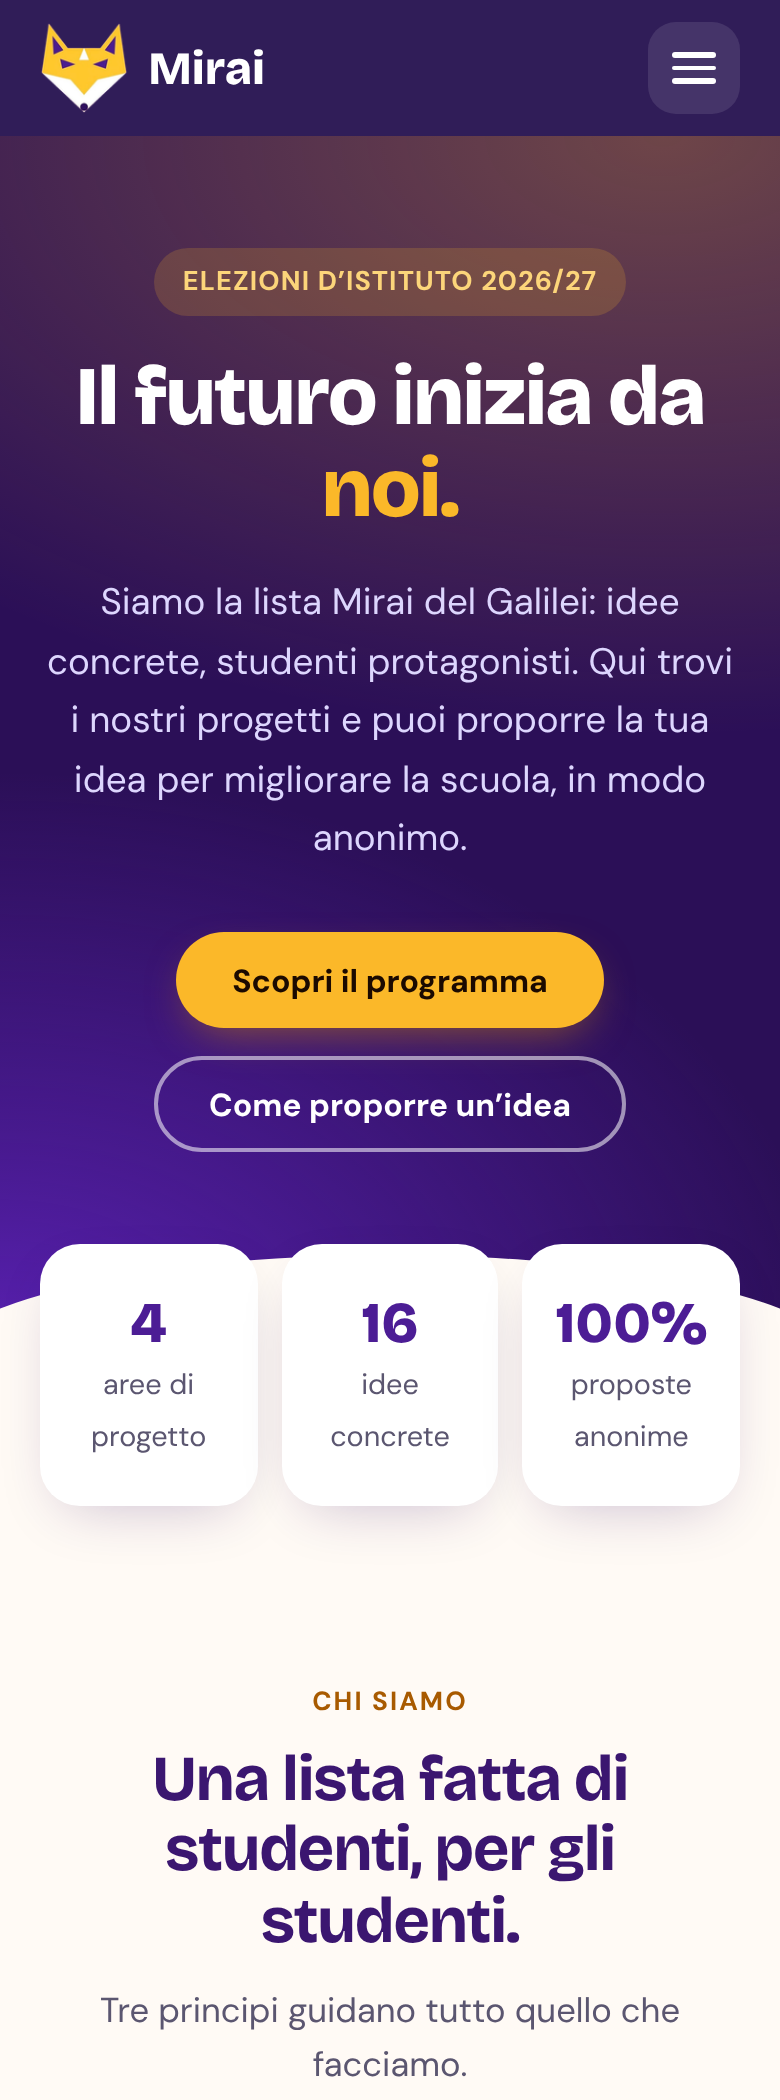 Mirai
ELEZIONI D’ISTITUTO 2026/27
Il futuro inizia da
noi.
Siamo la lista Mirai del Galilei: idee
concrete, studenti protagonisti. Qui trovi
i nostri progetti e puoi proporre la tua
idea per migliorare la scuola, in modo
anonimo.
Scopri il programma
Come proporre un’idea
4
aree di
progetto
16
idee
concrete
100%
proposte
anonime
CHI SIAMO
Una lista fatta di
studenti, per gli
studenti.
Tre principi guidano tutto quello che
facciamo.